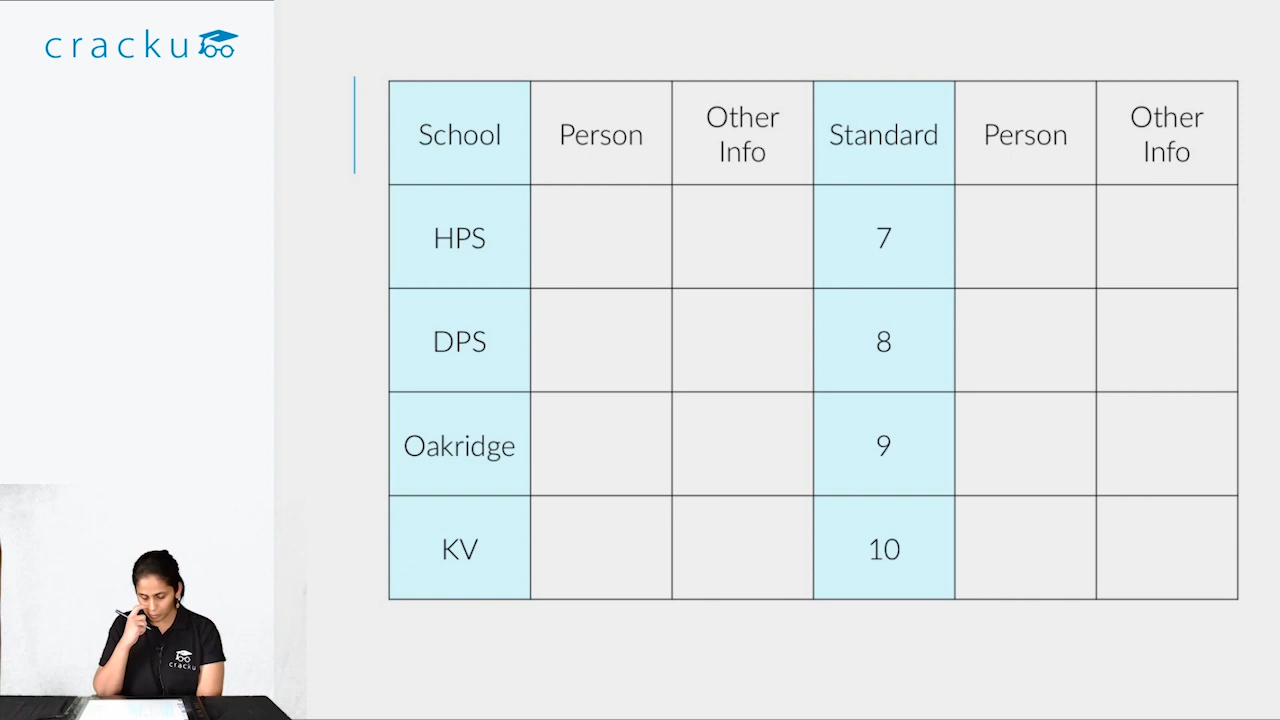 cracku
School Person Other Info Standard Person Other Info
HPS 7
DPS 8
Oakridge 9
KV 10
cracku